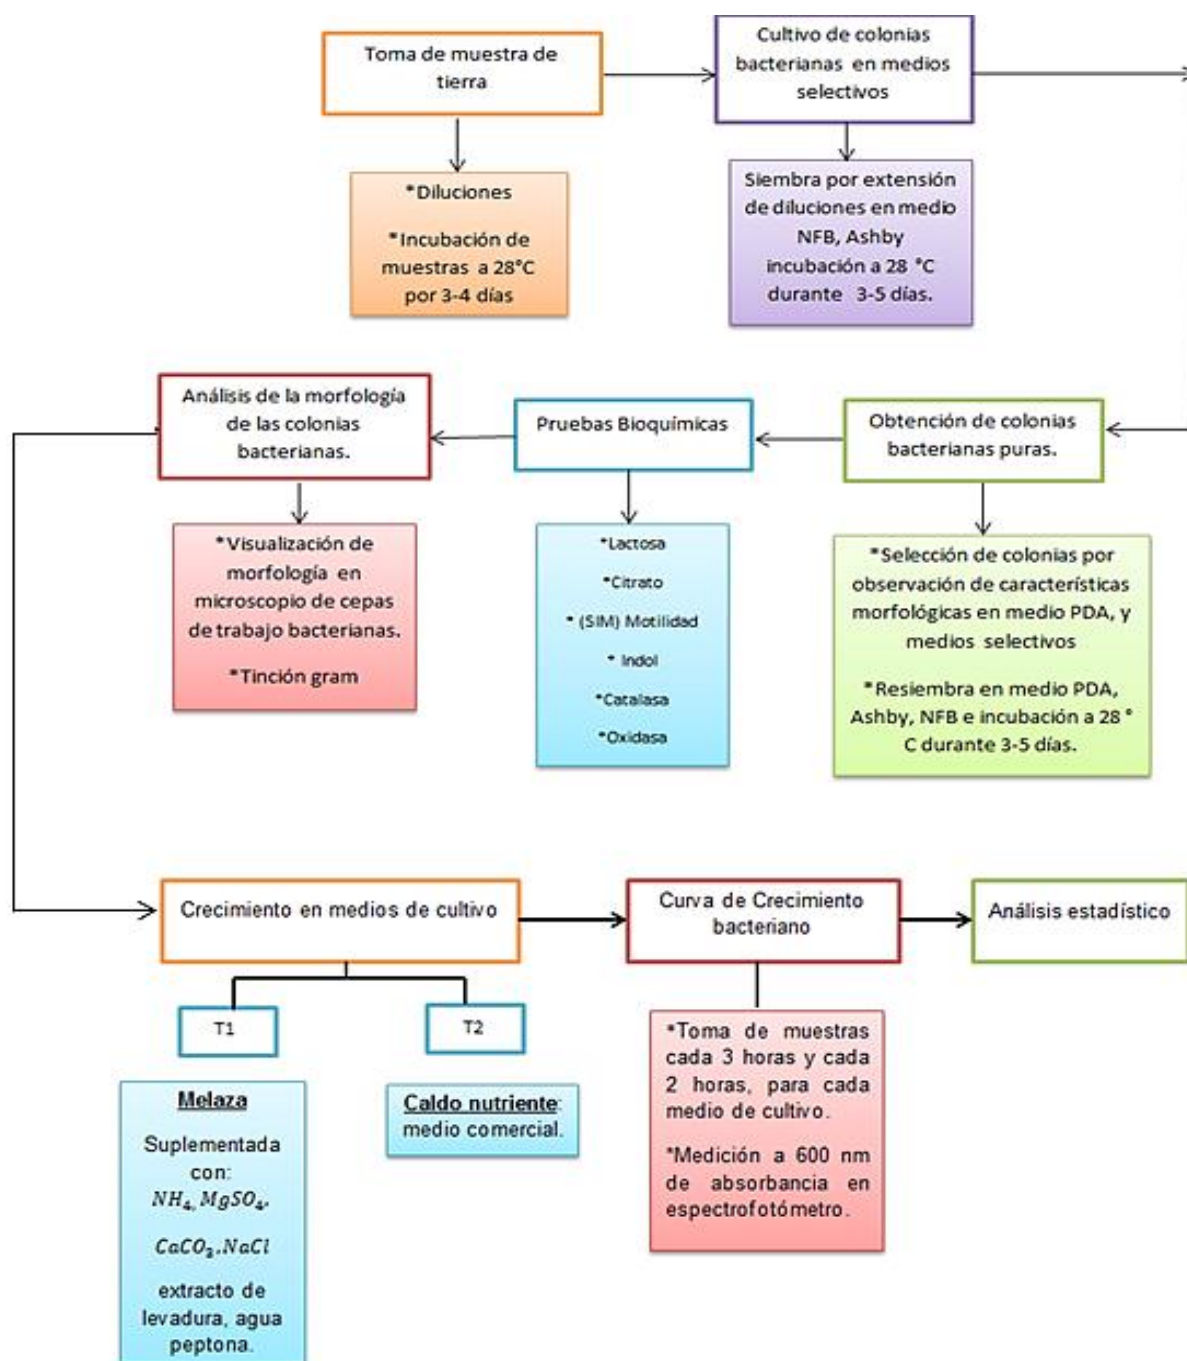 Toma de muestra de
tierra
Cultivo de colonias
bacterianas en medios
selectivos
*Diluciones
*Incubación de
muestras a 28°C
por 3-4 días
Siembra por extensión
de diluciones en medio
NFB, Ashby
incubación a 28 °C
durante 3-5 días.
Análisis de la morfología
de las colonias
bacterianas.
Pruebas Bioquímicas
Obtención de colonias
bacterianas puras.
*Visualización de
morfología en
microscopio de cepas
de trabajo bacterianas.
*Tinción gram
*Lactosa
*Citrato
* (SIM) Motilidad
* Indol
*Catalasa
*Oxidasa
*Selección de colonias por
observación de características
morfológicas en medio PDA, y
medios selectivos
*Resiembra en medio PDA,
Ashby, NFB e incubación a 28 °
C durante 3-5 días.
Crecimiento en medios de cultivo
Curva de Crecimiento
bacteriano
Análisis estadístico
T1
T2
Melaza
Suplementada
con:
NH₄, MgSO₄,
CaCO₃.NaCl
extracto de
levadura, agua
peptona.
Caldo nutriente:
medio comercial.
*Toma de muestras
cada 3 horas y cada
2 horas, para cada
medio de cultivo.
*Medición a 600 nm
de absorbancia en
espectrofotómetro.